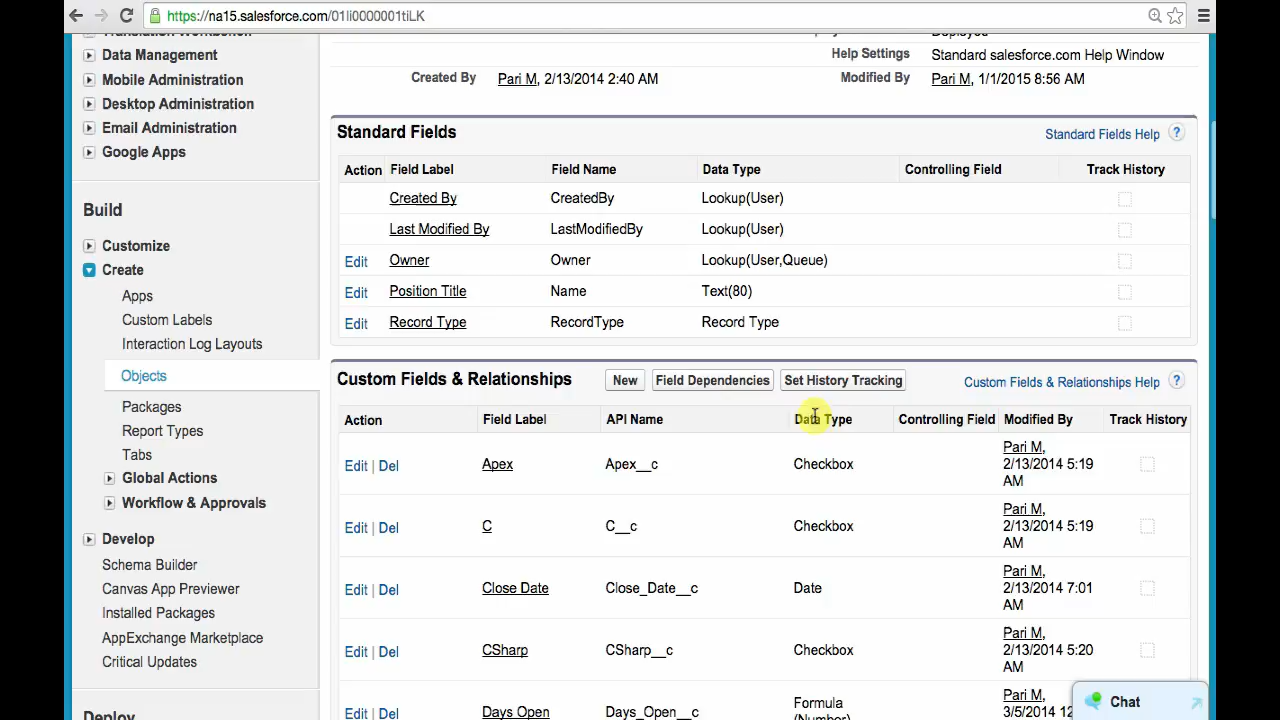 https://na15.salesforce.com/01Ii0000001tiLK
Data Management
Mobile Administration
Desktop Administration
Email Administration
Google Apps
Build
Customize
Create
Apps
Custom Labels
Interaction Log Layouts
Objects
Packages
Report Types
Tabs
Global Actions
Workflow & Approvals
Develop
Schema Builder
Canvas App Previewer
Installed Packages
AppExchange Marketplace
Critical Updates
Deploy
Deployed
Help Settings Standard salesforce.com Help Window
Created By Pari M, 2/13/2014 2:40 AM Modified By Pari M, 1/1/2015 8:56 AM
Standard Fields Standard Fields Help ?
Action Field Label Field Name Data Type Controlling Field Track History
Created By CreatedBy Lookup(User)
Last Modified By LastModifiedBy Lookup(User)
Edit Owner Owner Lookup(User,Queue)
Edit Position Title Name Text(80)
Edit Record Type RecordType Record Type
Custom Fields & Relationships New Field Dependencies Set History Tracking Custom Fields & Relationships Help ?
Action Field Label API Name Data Type Controlling Field Modified By Track History
Edit | Del Apex Apex__c Checkbox Pari M,
2/13/2014 5:19
AM
Edit | Del C C__c Checkbox Pari M,
2/13/2014 5:19
AM
Edit | Del Close Date Close_Date__c Date Pari M,
2/13/2014 7:01
AM
Edit | Del CSharp CSharp__c Checkbox Pari M,
2/13/2014 5:20
AM
Edit | Del Days Open Days_Open__c Formula
(Number) Pari M,
3/5/2014 12
Chat